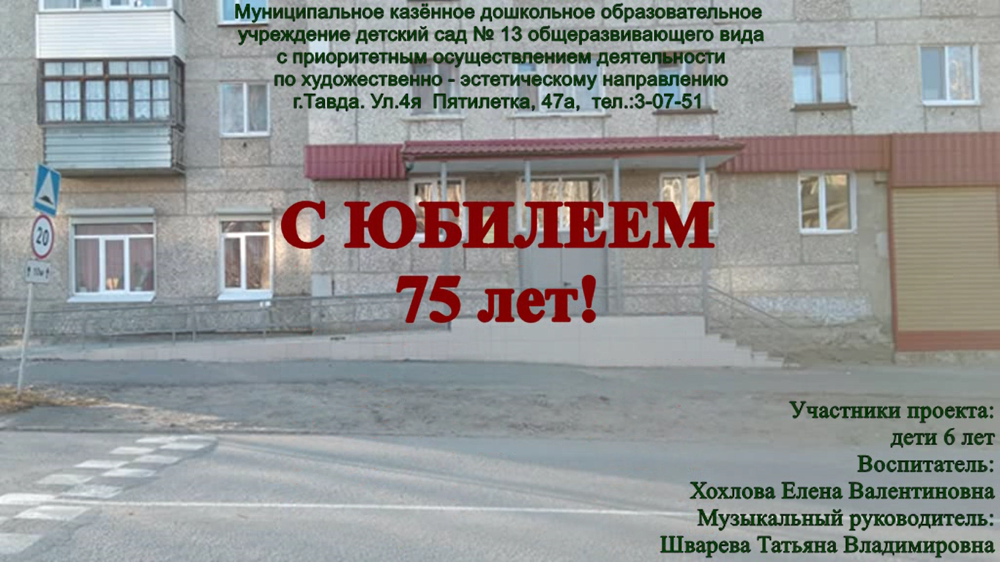 Муниципальное казённое дошкольное образовательное
учреждение детский сад № 13 общеразвивающего вида
с приоритетным осуществлением деятельности
по художественно - эстетическому направлению
г.Тавда. Ул.4я Пятилетка, 47а, тел.:3-07-51
С ЮБИЛЕЕМ
75 лет!
20
Участники проекта:
дети 6 лет
Воспитатель:
Хохлова Елена Валентиновна
Музыкальный руководитель:
Шварева Татьяна Владимировна